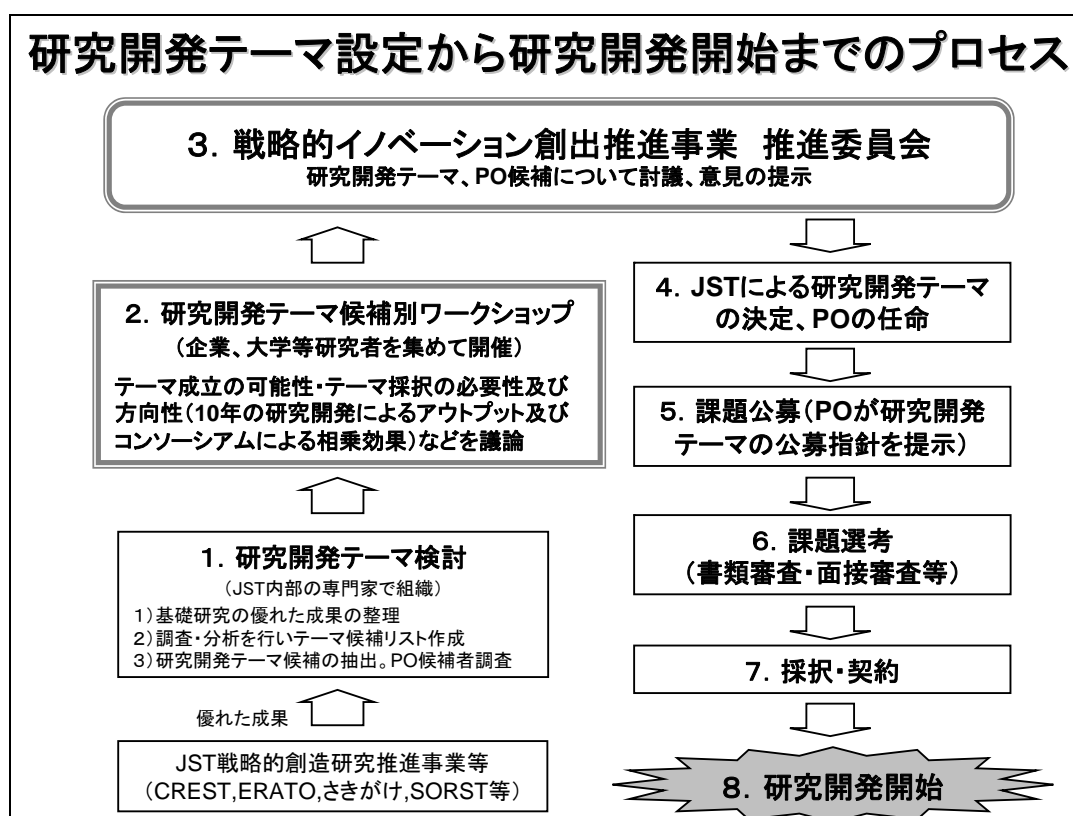 研究開発テーマ設定から研究開発開始までのプロセス
３．戦略的イノベーション創出推進事業　推進委員会
研究開発テーマ、PO候補について討議、意見の提示
２．研究開発テーマ候補別ワークショップ
（企業、大学等研究者を集めて開催）
テーマ成立の可能性・テーマ採択の必要性及び
方向性（10年の研究開発によるアウトプット及び
コンソーシアムによる相乗効果）などを議論
１．研究開発テーマ検討
（JST内部の専門家で組織）
１）基礎研究の優れた成果の整理
２）調査・分析を行いテーマ候補リスト作成
３）研究開発テーマ候補の抽出。PO候補者調査
優れた成果
JST戦略的創造研究推進事業等
（CREST,ERATO,さきがけ,SORST等）
４．JSTによる研究開発テーマ
の決定、POの任命
５．課題公募（POが研究開発
テーマの公募指針を提示）
６．課題選考
（書類審査・面接審査等）
７．採択・契約
８．研究開発開始